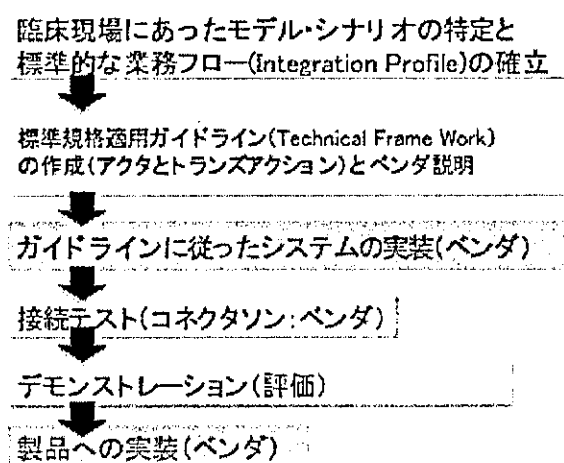 臨床現場にあったモデル・シナリオの特定と
標準的な業務フロー(Integration Profile)の確立
標準規格適用ガイドライン(Technical Frame Work)
の作成(アクタとトランズアクション)とベンダ説明
ガイドラインに従ったシステムの実装(ベンダ)
接続テスト(コネクタソン:ベンダ)
デモンストレーション(評価)
製品への実装(ベンダ)